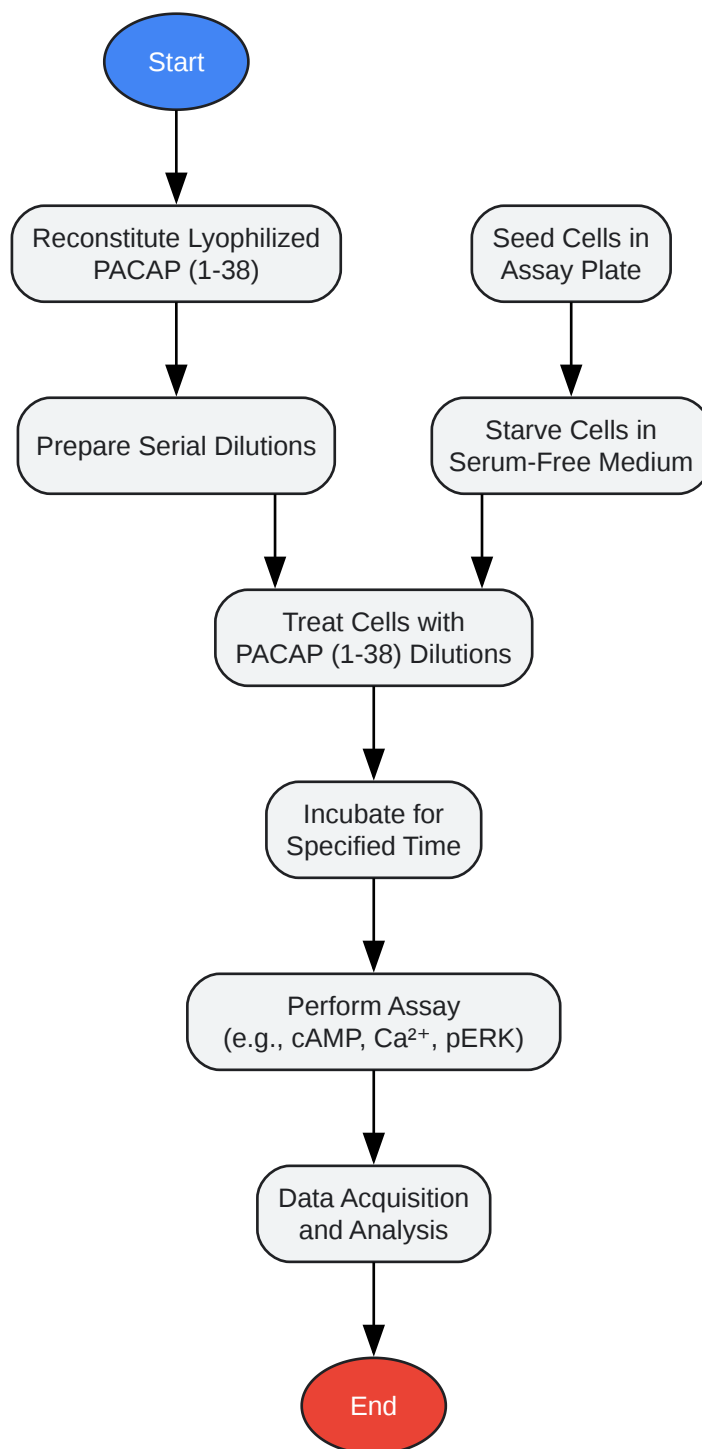 Start
Reconstitute Lyophilized
PACAP (1-38)
Seed Cells in
Assay Plate
Prepare Serial Dilutions
Starve Cells in
Serum-Free Medium
Treat Cells with
PACAP (1-38) Dilutions
Incubate for
Specified Time
Perform Assay
(e.g., cAMP, Ca²⁺, pERK)
Data Acquisition
and Analysis
End